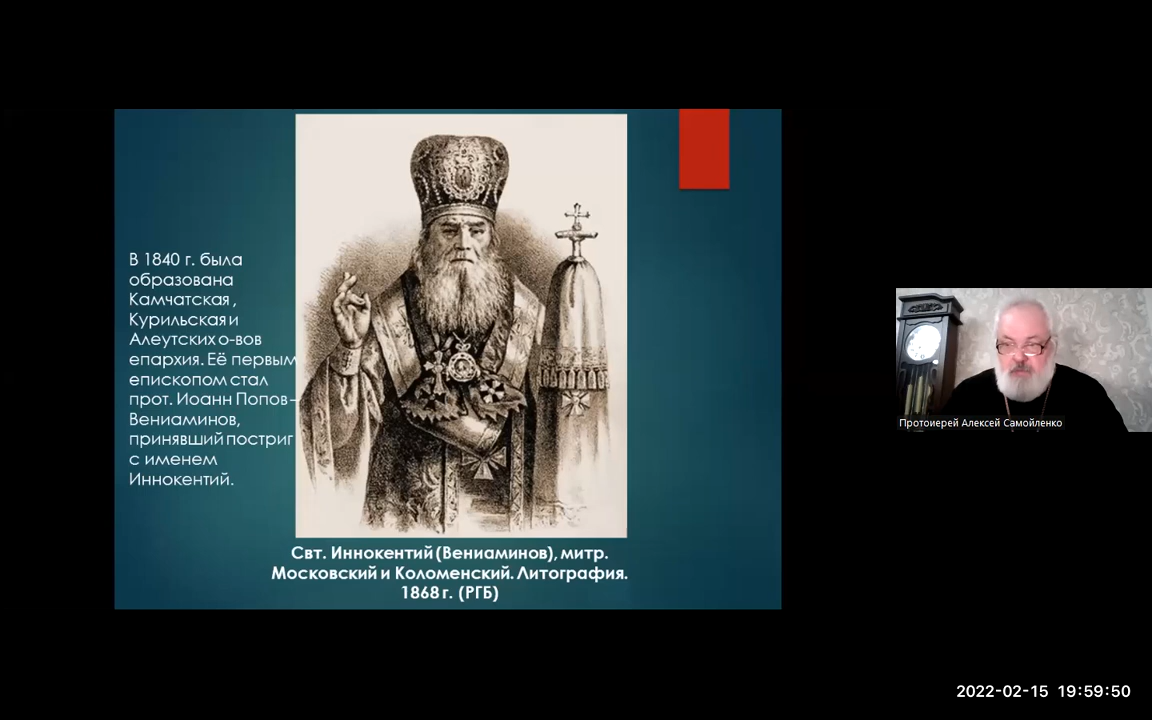 В 1840 г. была
образована
Камчатская ,
Курильская и
Алеутских о-вов
епархия. Её первым
епископом стал
прот. Иоанн Попов-
Вениаминов,
принявший постриг
с именем
Иннокентий.
Свт. Иннокентий (Вениаминов), митр.
Московский и Коломенский. Литография.
1868 г. (РГБ)
Протоиерей Алексей Самойленко
2022-02-15 19:59:50